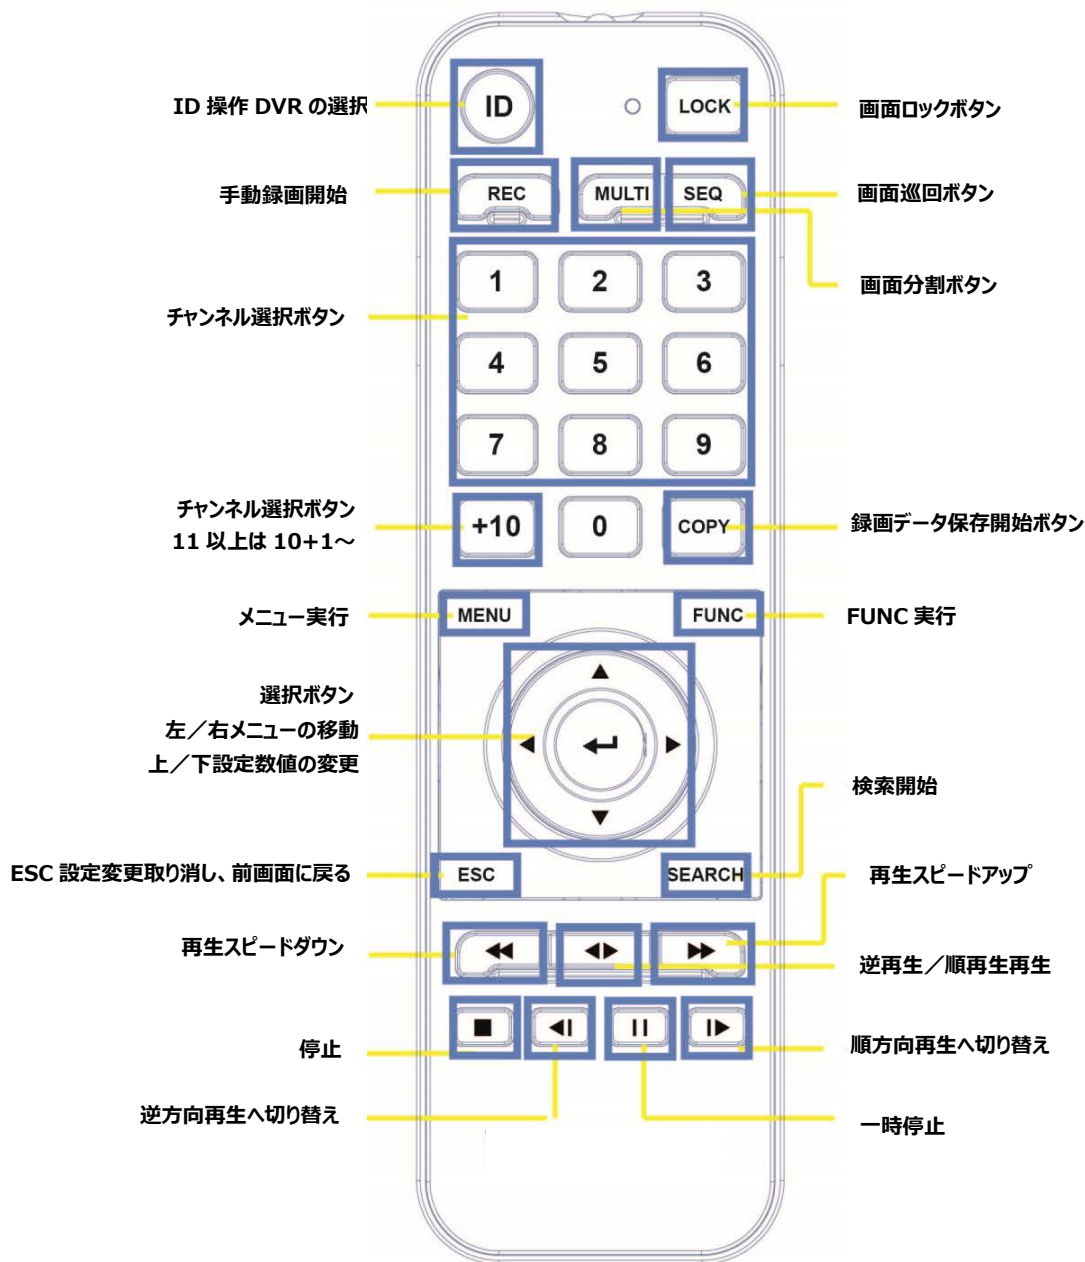 ID 操作 DVR の選択
ID
LOCK
画面ロックボタン
手動録画開始
REC
MULTI
SEQ
画面巡回ボタン
画面分割ボタン
チャンネル選択ボタン
1
2
3
4
5
6
7
8
9
チャンネル選択ボタン
11 以上は 10+1～
+10
0
COPY
録画データ保存開始ボタン
メニュー実行
MENU
FUNC
FUNC 実行
選択ボタン
左／右メニューの移動
上／下設定数値の変更
検索開始
ESC 設定変更取り消し、前画面に戻る
ESC
SEARCH
再生スピードアップ
再生スピードダウン
逆再生／順再生再生
停止
順方向再生へ切り替え
逆方向再生へ切り替え
一時停止